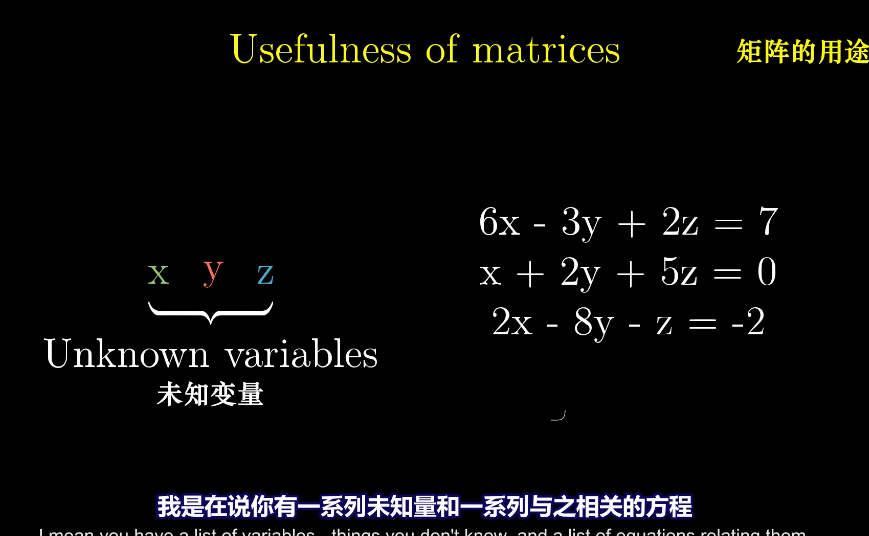 Usefulness of matrices
矩阵的用途
6x - 3y + 2z = 7
x + 2y + 5z = 0
2x - 8y - z = -2
x y z
Unknown variables
未知变量
我是在说你有一系列未知量和一系列与之相关的方程
I mean you have a list of variables, things you don't know, and a list of equations relating them